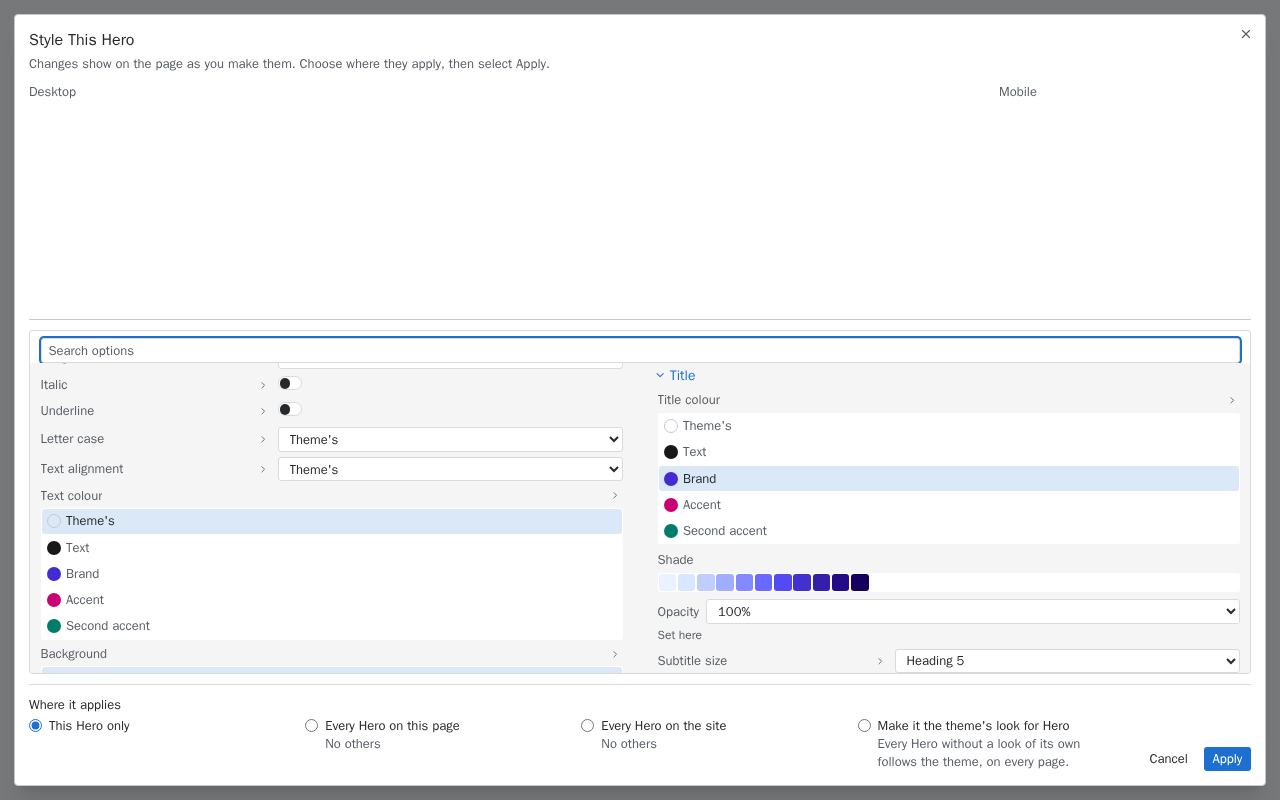 Style This Hero
Changes show on the page as you make them. Choose where they apply, then select Apply.
Desktop
Mobile
Search options
Italic
Underline
Letter case
Theme's
Text alignment
Theme's
Text colour
Theme's
Text
Brand
Accent
Second accent
Background
Title
Title colour
Theme's
Text
Brand
Accent
Second accent
Shade
Opacity
100%
Set here
Subtitle size
Heading 5
Where it applies
This Hero only
Every Hero on this page
No others
Every Hero on the site
No others
Make it the theme's look for Hero
Every Hero without a look of its own
follows the theme, on every page.
Cancel
Apply